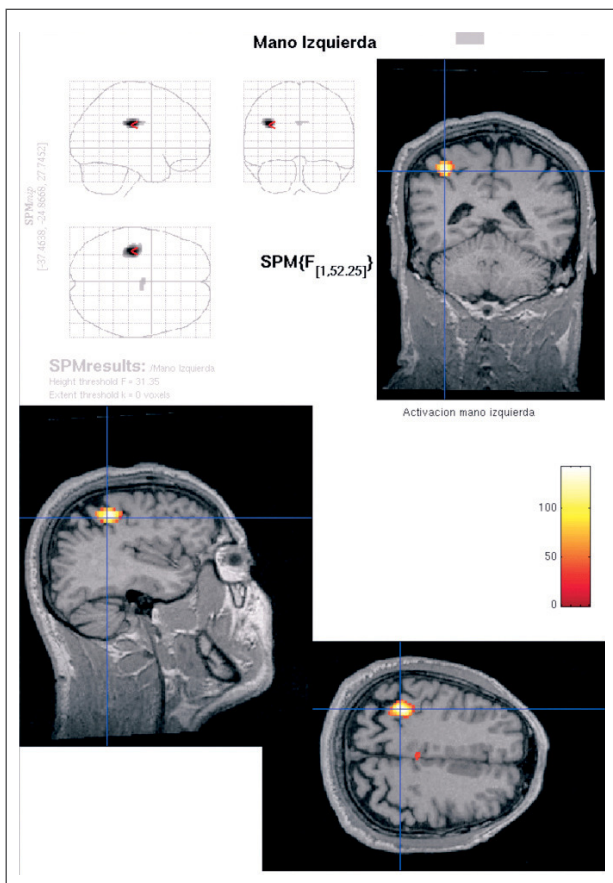 Mano Izquierda
SPMmip
[-37.4638, -24.8668, 27.7452]
SPM{F[1,52.25]}
SPMresults: ./Mano Izquierda
Height threshold F = 31.35
Extent threshold k = 0 voxels
Activacion mano izquierda
100
50
0